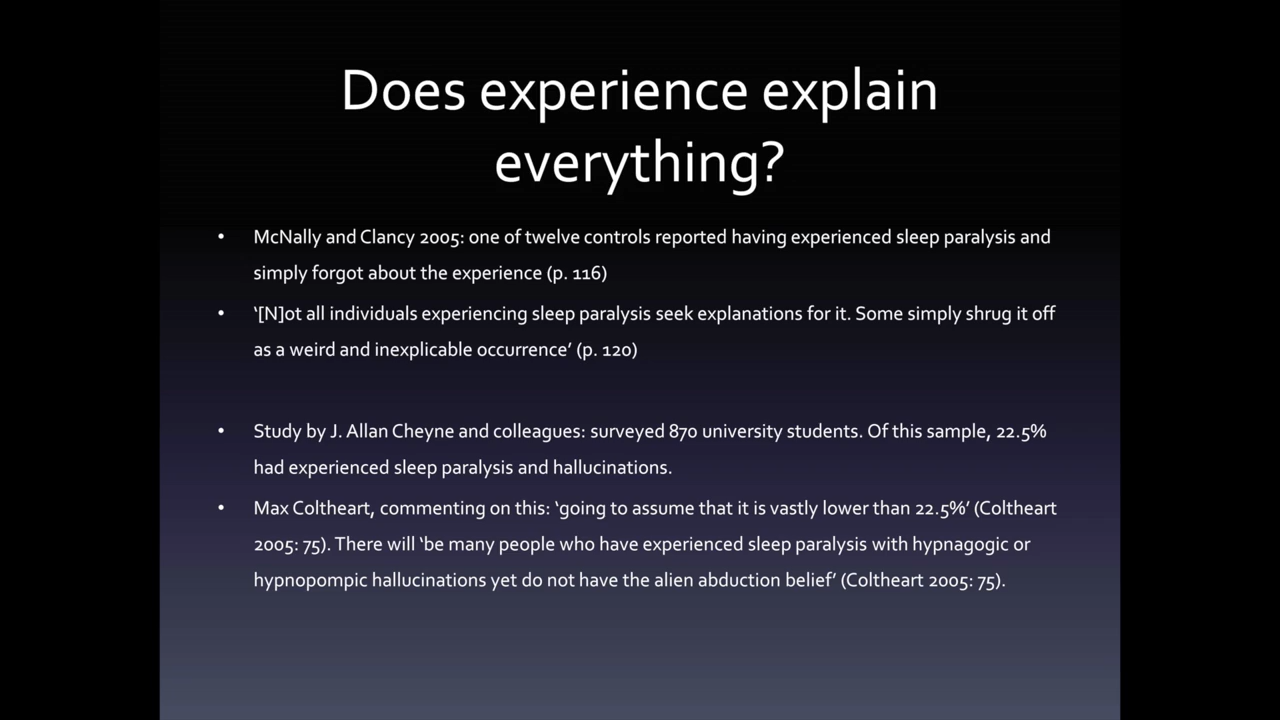 Does experience explain
everything?
• McNally and Clancy 2005: one of twelve controls reported having experienced sleep paralysis and
simply forgot about the experience (p. 116)
• ‘[N]ot all individuals experiencing sleep paralysis seek explanations for it. Some simply shrug it off
as a weird and inexplicable occurrence’ (p. 120)
• Study by J. Allan Cheyne and colleagues: surveyed 870 university students. Of this sample, 22.5%
had experienced sleep paralysis and hallucinations.
• Max Coltheart, commenting on this: ‘going to assume that it is vastly lower than 22.5%’ (Coltheart
2005: 75). There will ‘be many people who have experienced sleep paralysis with hypnagogic or
hypnopompic hallucinations yet do not have the alien abduction belief’ (Coltheart 2005: 75).